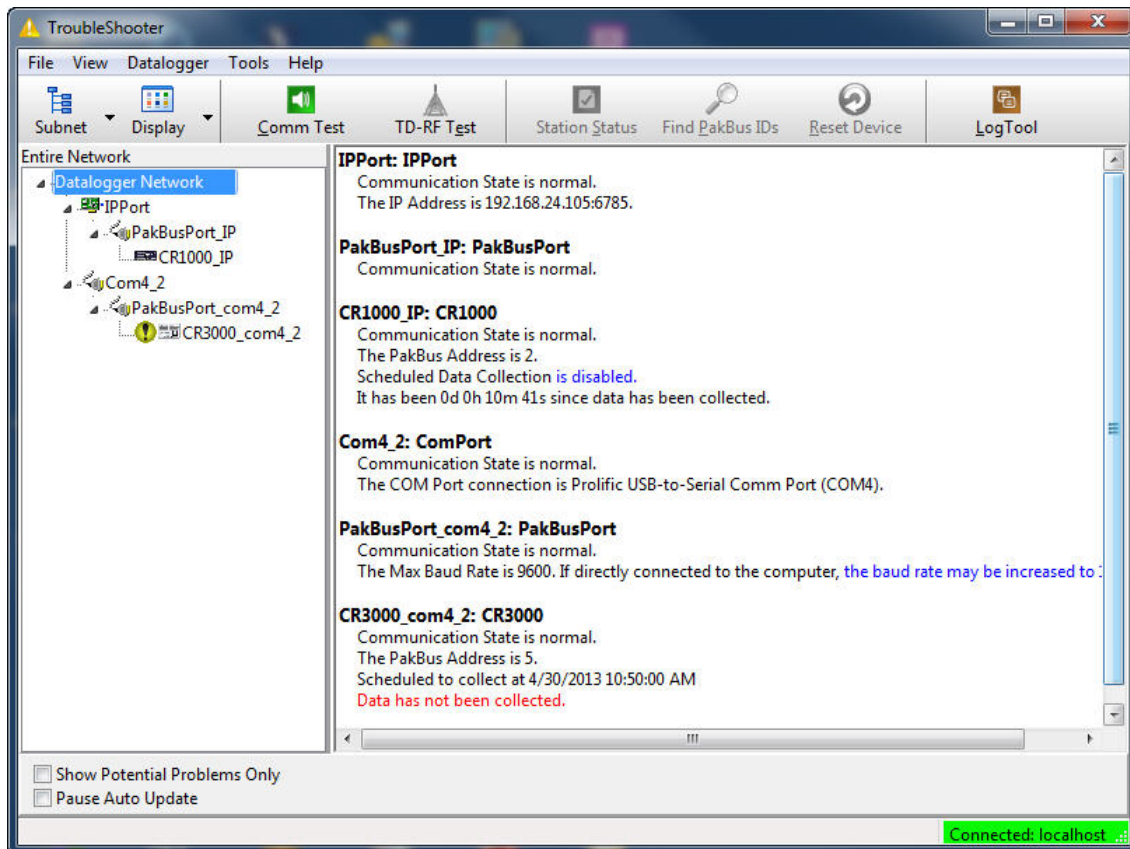 TroubleShooter
File View Datalogger Tools Help
Subnet Display Comm Test TD-RF Test Station Status Find PakBus IDs Reset Device LogTool
Entire Network
Datalogger Network
IPPort
PakBusPort_IP
CR1000_IP
Com4_2
PakBusPort_com4_2
CR3000_com4_2
IPPort: IPPort
Communication State is normal.
The IP Address is 192.168.24.105:6785.
PakBusPort_IP: PakBusPort
Communication State is normal.
CR1000_IP: CR1000
Communication State is normal.
The PakBus Address is 2.
Scheduled Data Collection is disabled.
It has been 0d 0h 10m 41s since data has been collected.
Com4_2: ComPort
Communication State is normal.
The COM Port connection is Prolific USB-to-Serial Comm Port (COM4).
PakBusPort_com4_2: PakBusPort
Communication State is normal.
The Max Baud Rate is 9600. If directly connected to the computer, the baud rate may be increased to
CR3000_com4_2: CR3000
Communication State is normal.
The PakBus Address is 5.
Scheduled to collect at 4/30/2013 10:50:00 AM
Data has not been collected.
Show Potential Problems Only
Pause Auto Update
Connected: localhost